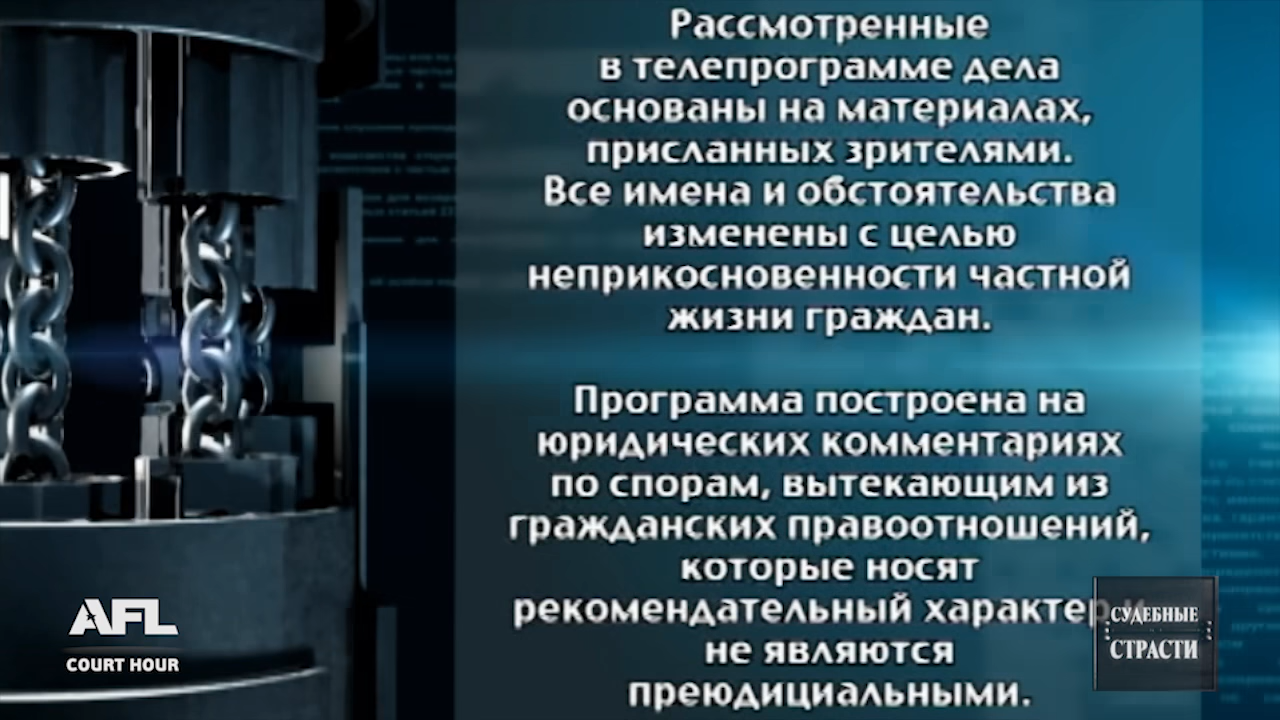 Рассмотренные
в телепрограмме дела
основаны на материалах,
присланных зрителями.
Все имена и обстоятельства
изменены с целью
неприкосновенности частной
жизни граждан.
Программа построена на
юридических комментариях
по спорам, вытекающим из
гражданских правоотношений,
которые носят
рекомендательный характер и
не являются
преюдициальными.
AFL
COURT HOUR
СУДЕБНЫЕ
СТРАСТИ